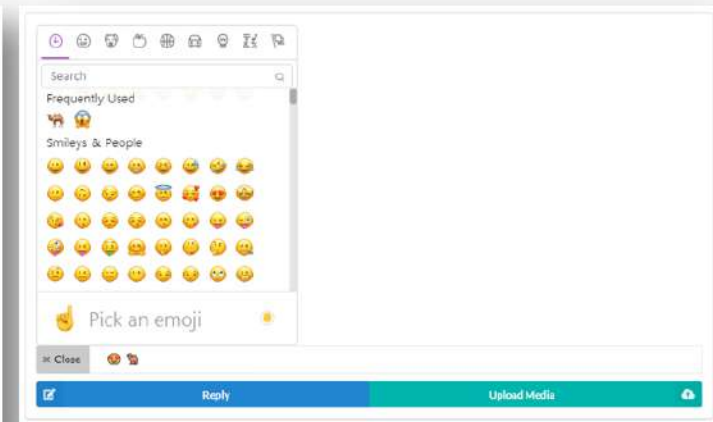 Search
Frequently Used
Smileys & People
Pick an emoji
× Close
Reply
Upload Media